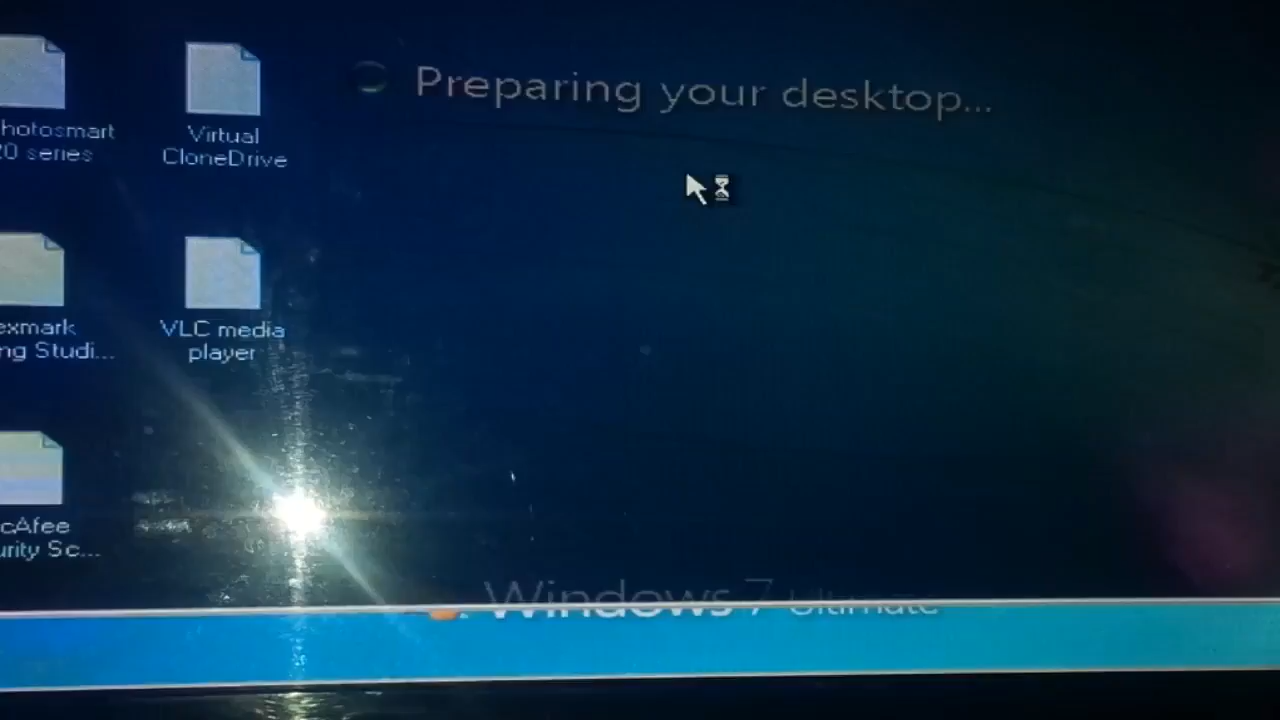 Preparing your desktop...
hotosmart
20 series
Virtual
CloneDrive
exmark
ng Studi...
VLC media
player
cAfee
urity Sc...
Windows 7 Ultimate